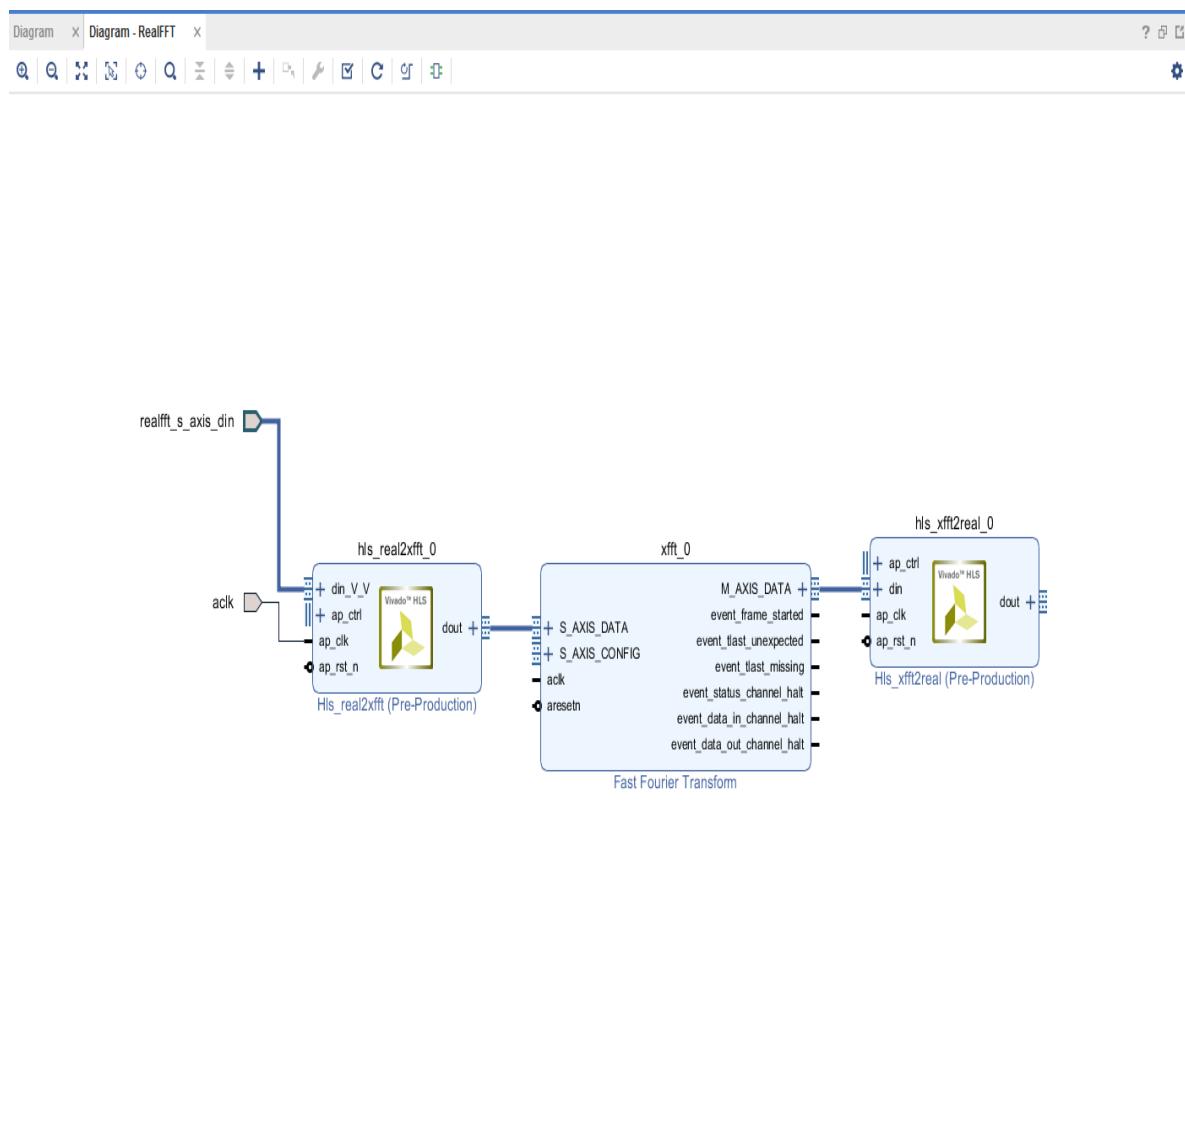 Diagram
Diagram - RealFFT
realfft_s_axis_din
aclk
hls_real2xfft_0
din_V_V
ap_ctrl
ap_clk
ap_rst_n
Vivado™ HLS
dout
Hls_real2xfft (Pre-Production)
xfft_0
S_AXIS_DATA
S_AXIS_CONFIG
aclk
aresetn
M_AXIS_DATA
event_frame_started
event_tlast_unexpected
event_tlast_missing
event_status_channel_halt
event_data_in_channel_halt
event_data_out_channel_halt
Fast Fourier Transform
hls_xfft2real_0
ap_ctrl
din
ap_clk
ap_rst_n
Vivado™ HLS
dout
Hls_xfft2real (Pre-Production)